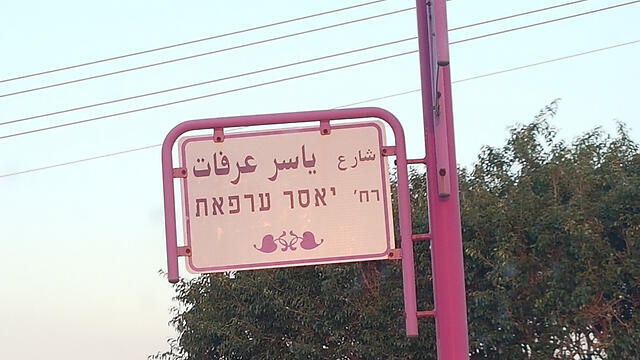 شارع ياسر عرفات
רח' יאסר ערפאת